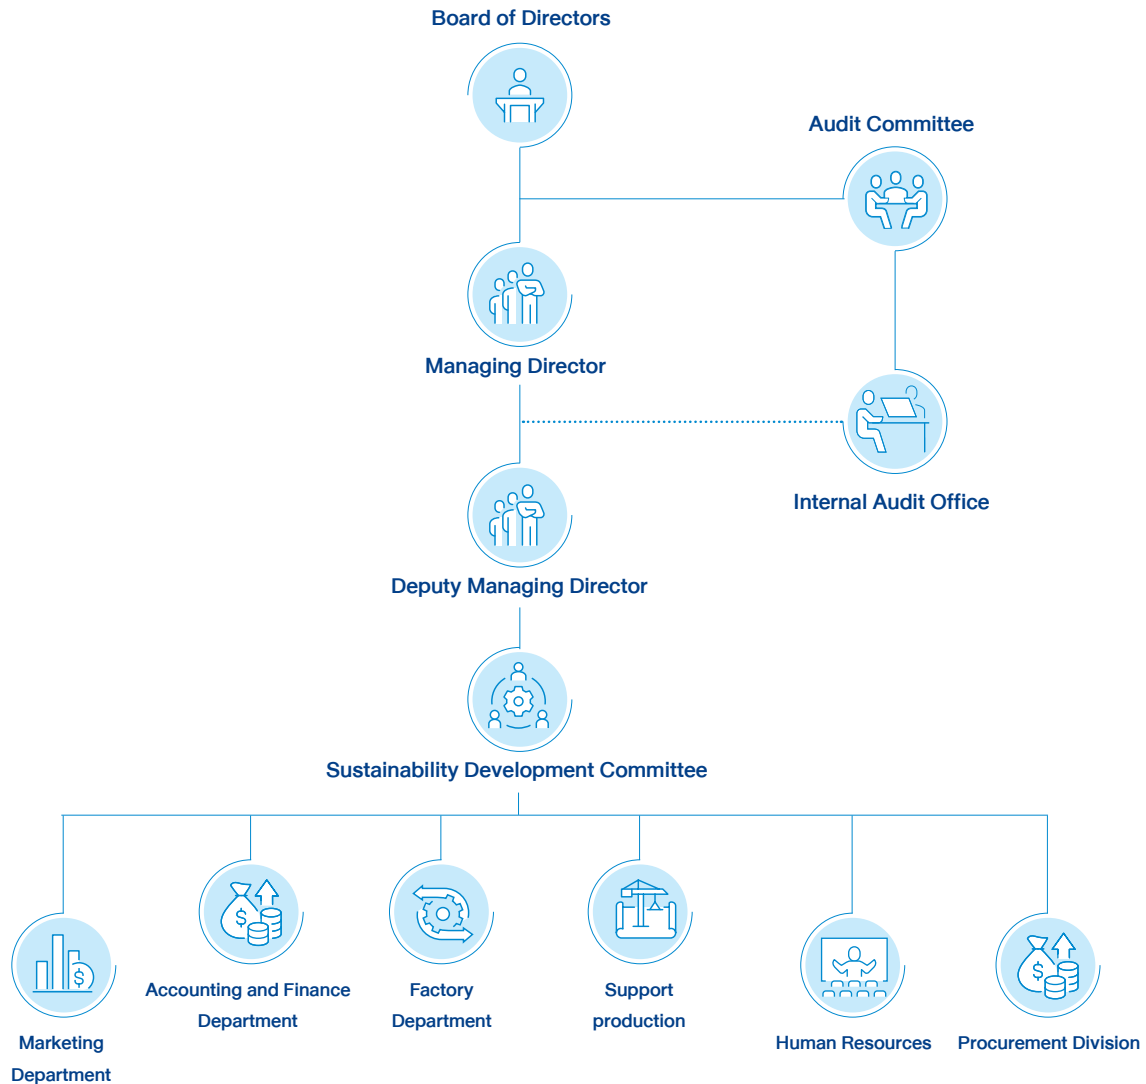 Board of Directors
Audit Committee
Managing Director
Internal Audit Office
Deputy Managing Director
Sustainability Development Committee
Marketing
Department
Accounting and Finance
Department
Factory
Department
Support
production
Human Resources
Procurement Division